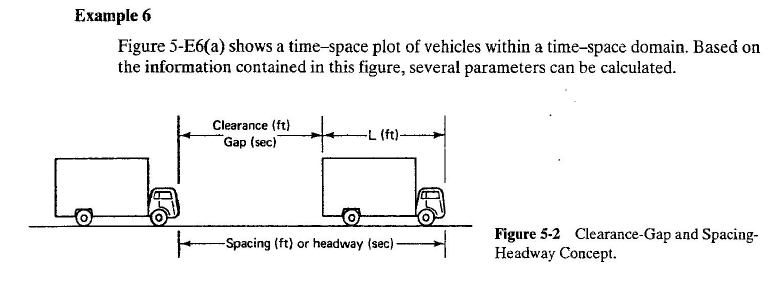 Example 6
Figure 5-E6(a) shows a time–space plot of vehicles within a time–space domain. Based on
the information contained in this figure, several parameters can be calculated.
Clearance (ft)
Gap (sec)
L (ft)
Spacing (ft) or headway (sec)
Figure 5-2 Clearance-Gap and Spacing-
Headway Concept.